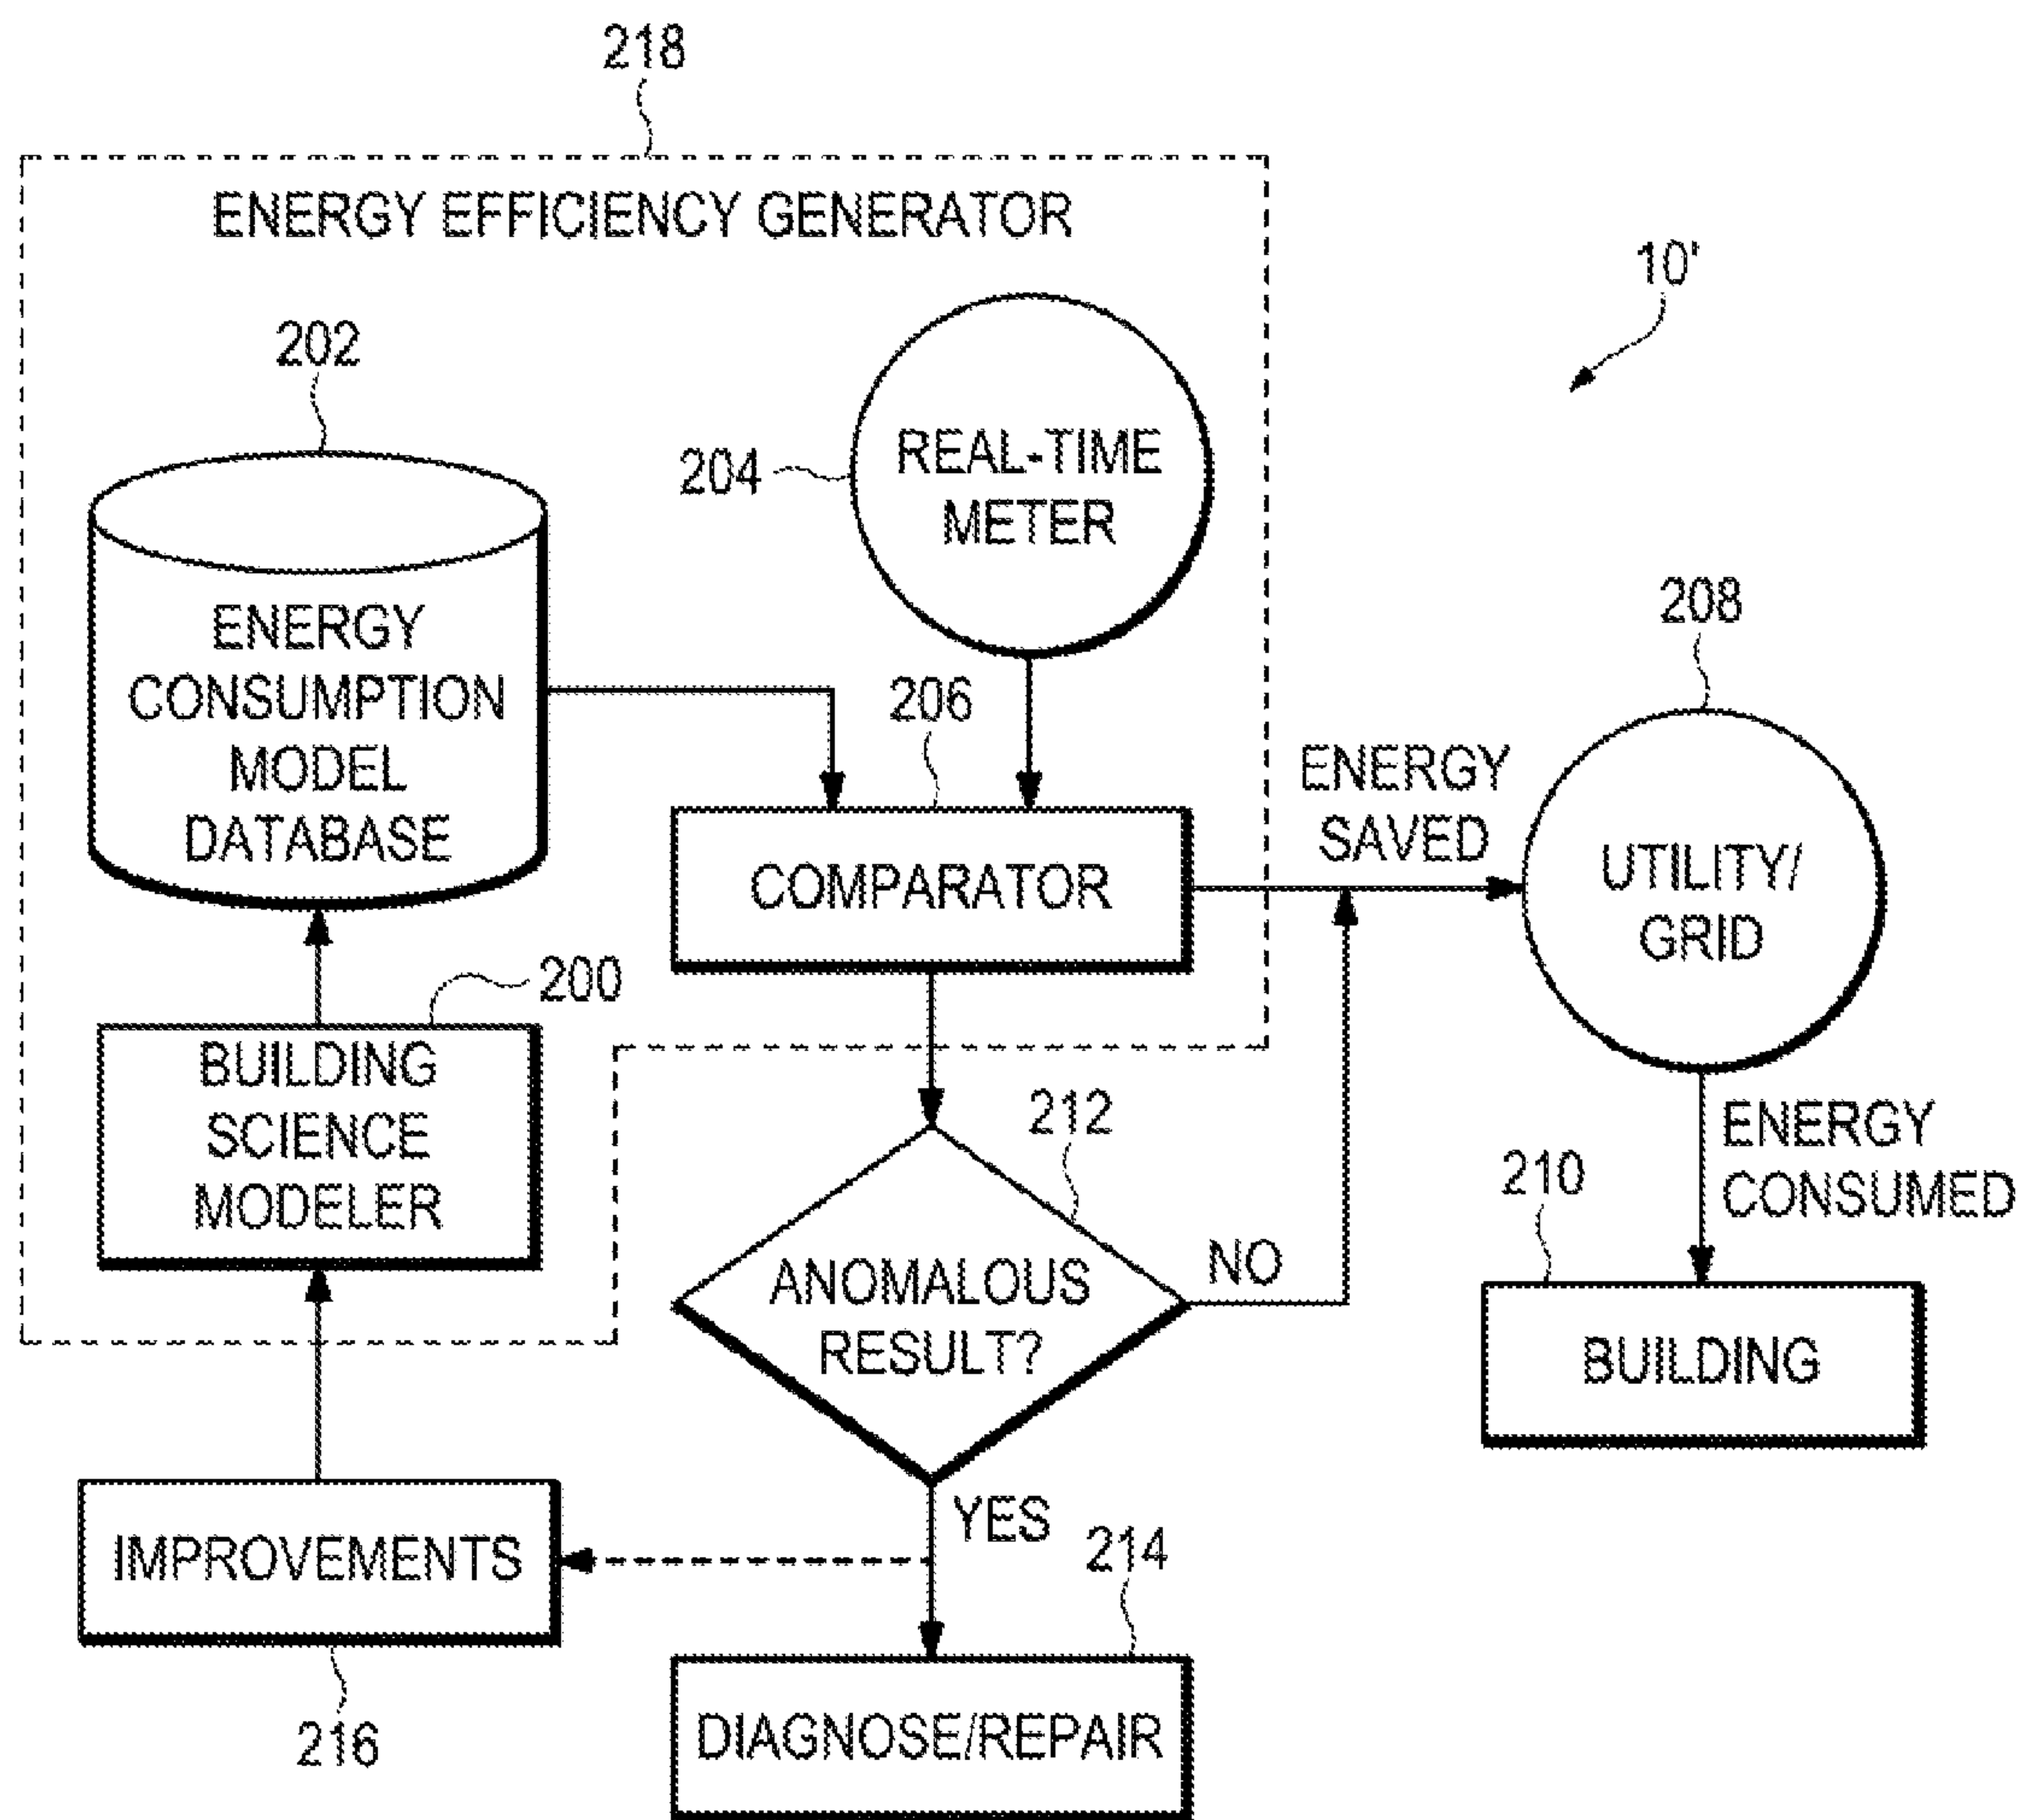 218
ENERGY EFFICIENCY GENERATOR
10'
202
204
REAL-TIME
METER
ENERGY
CONSUMPTION
MODEL
DATABASE
206
208
ENERGY
SAVED
COMPARATOR
UTILITY/
GRID
200
BUILDING
SCIENCE
MODELER
212
ENERGY
CONSUMED
210
ANOMALOUS
RESULT?
NO
BUILDING
YES
IMPROVEMENTS
214
216
DIAGNOSE/REPAIR